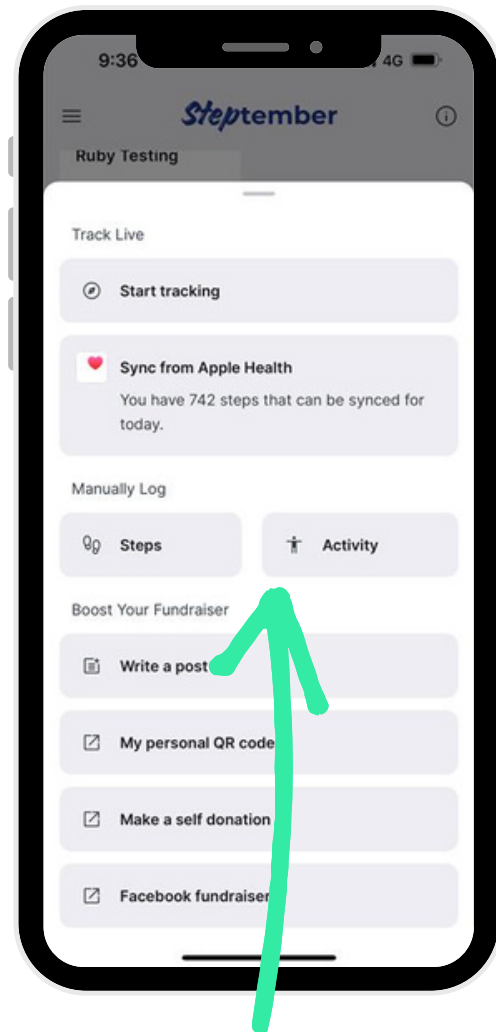 9:36
4G
Steptember
Ruby Testing
Track Live
Start tracking
Sync from Apple Health
You have 742 steps that can be synced for
today.
Manually Log
Steps
Activity
Boost Your Fundraiser
Write a post
My personal QR code
Make a self donation
Facebook fundraiser